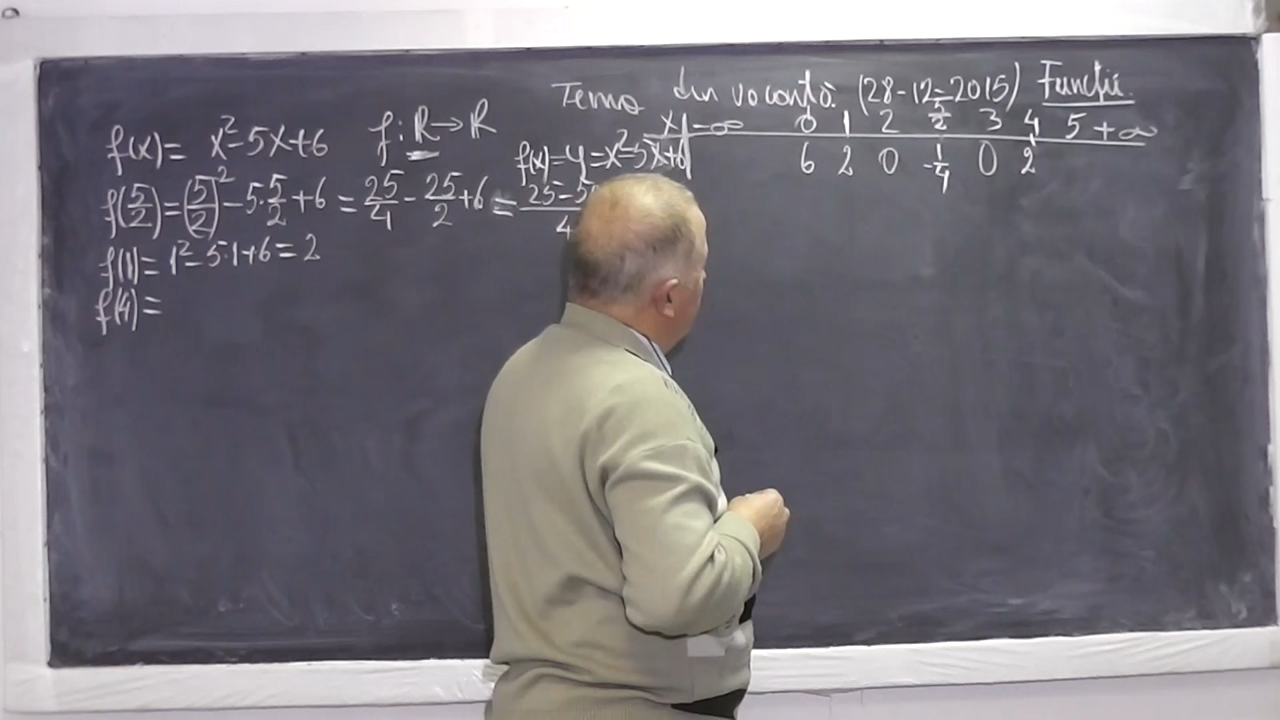 Tema din vacanță (28-12-2015) Funcții
f(x) = x²-5x+6 f: R→R
f(x)=y=x²-5x+6
x -∞ 0 1 2 5/2 3 4 5 +∞
6 2 0 -1/4 0 2
f(5/2)=(5/2)²-5·5/2+6 = 25/4 - 25/2 +6 =
f(1)= 1²-5·1+6 = 2
f(4)=